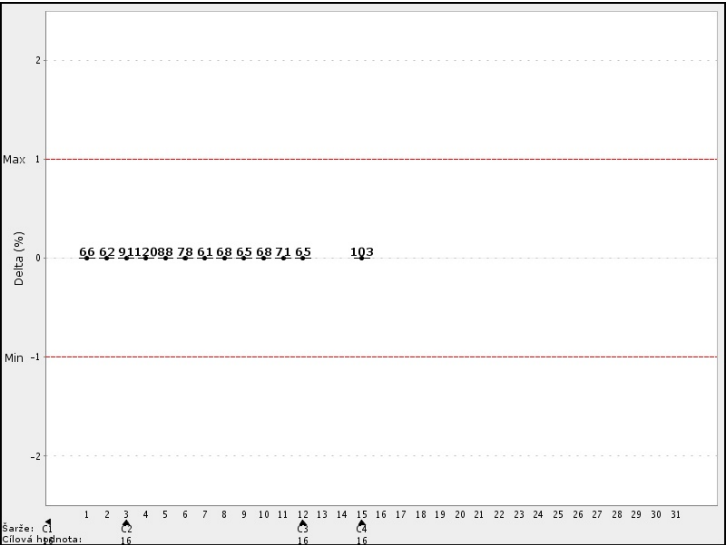 2
Max 1
66 62 91 120 88 78 61 68 65 68 71 65 103
0
Delta (%)
Min -1
-2
1 2 3 4 5 6 7 8 9 10 11 12 13 14 15 16 17 18 19 20 21 22 23 24 25 26 27 28 29 30 31
Šarže: C1 C2 C3 C4
Cílová hodnota: 16 16 16 16